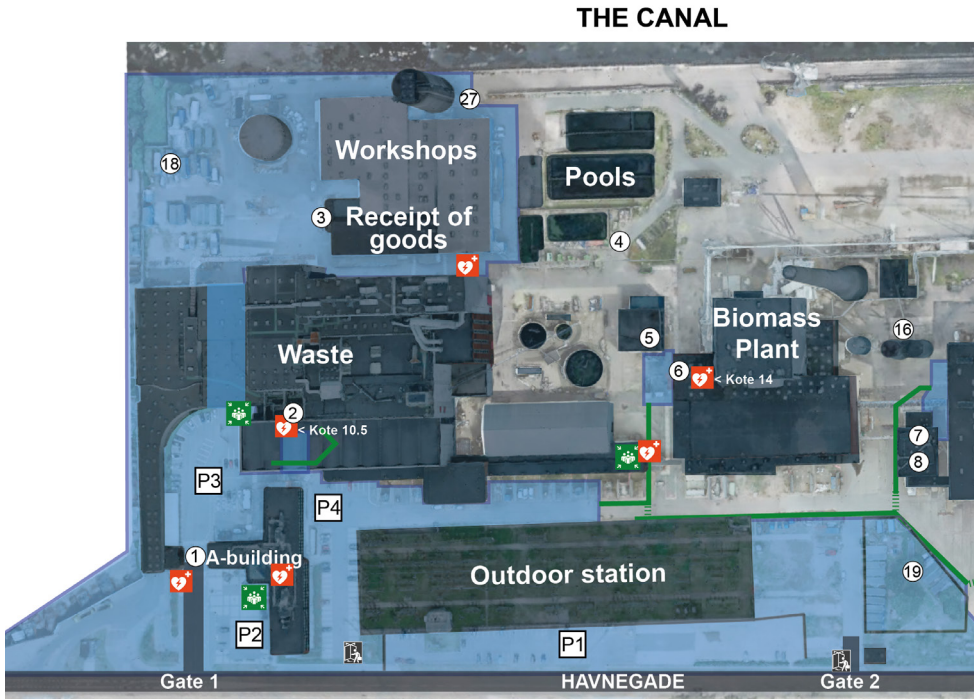 THE CANAL
27
Workshops
18
Pools
3
Receipt of
goods
4
Biomass
Plant
16
5
Waste
6
< Kote 14
2
< Kote 10.5
7
8
P3
P4
1
A-building
Outdoor station
19
P2
P1
Gate 1
HAVNEGADE
Gate 2